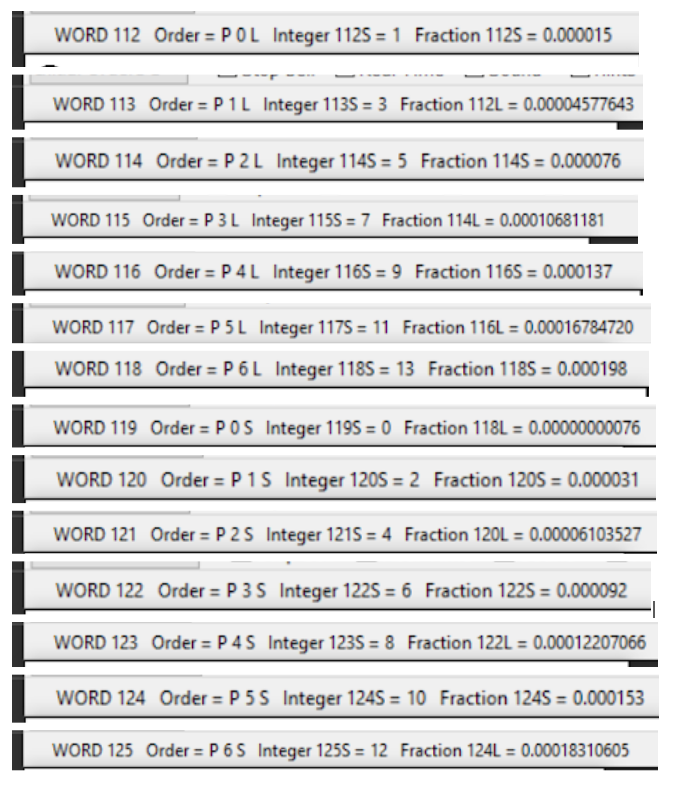 WORD 112 Order = P 0 L Integer 112S = 1 Fraction 112S = 0.000015
WORD 113 Order = P 1 L Integer 113S = 3 Fraction 112L = 0.00004577643
WORD 114 Order = P 2 L Integer 114S = 5 Fraction 114S = 0.000076
WORD 115 Order = P 3 L Integer 115S = 7 Fraction 114L = 0.00010681181
WORD 116 Order = P 4 L Integer 116S = 9 Fraction 116S = 0.000137
WORD 117 Order = P 5 L Integer 117S = 11 Fraction 116L = 0.00016784720
WORD 118 Order = P 6 L Integer 118S = 13 Fraction 118S = 0.000198
WORD 119 Order = P 0 S Integer 119S = 0 Fraction 118L = 0.00000000076
WORD 120 Order = P 1 S Integer 120S = 2 Fraction 120S = 0.000031
WORD 121 Order = P 2 S Integer 121S = 4 Fraction 120L = 0.00006103527
WORD 122 Order = P 3 S Integer 122S = 6 Fraction 122S = 0.000092
WORD 123 Order = P 4 S Integer 123S = 8 Fraction 122L = 0.00012207066
WORD 124 Order = P 5 S Integer 124S = 10 Fraction 124S = 0.000153
WORD 125 Order = P 6 S Integer 125S = 12 Fraction 124L = 0.00018310605